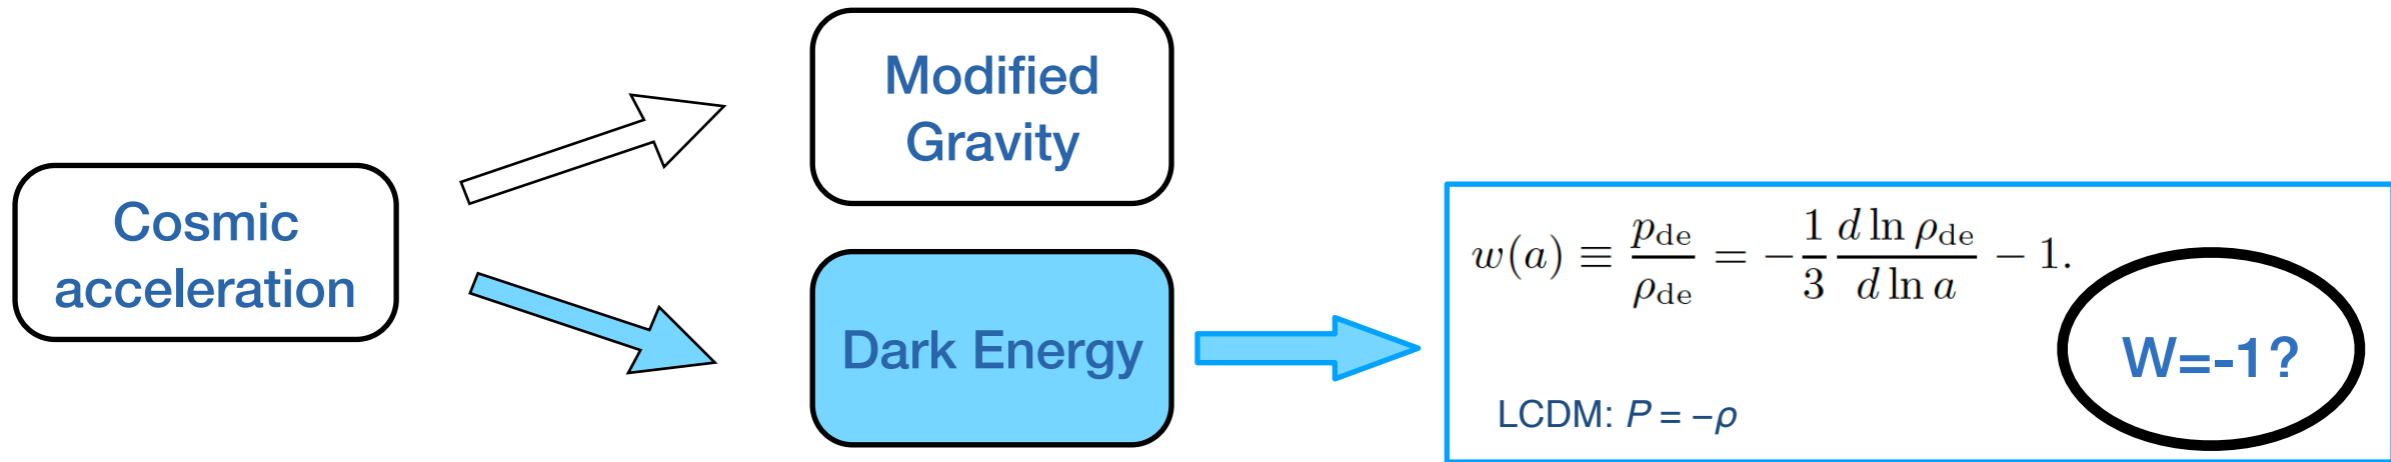 Cosmic
acceleration
Modified
Gravity
Dark Energy
w(a) ≡ p_de / ρ_de = − 1/3 d ln ρ_de / d ln a − 1.
W=-1?
LCDM: P = −ρ